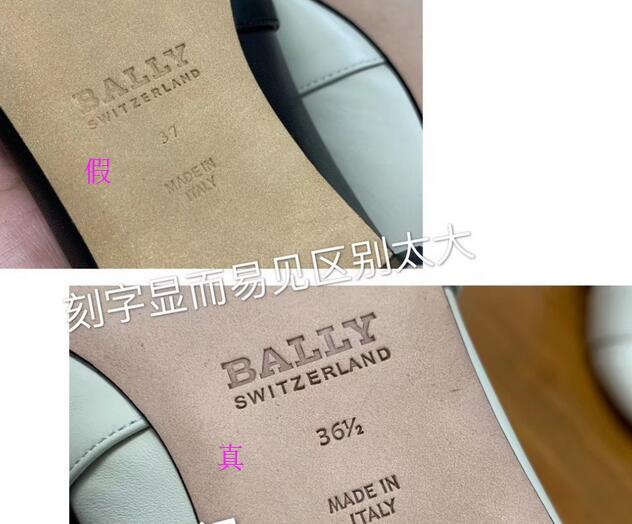 BALLY
SWITZERLAND
37
MADE IN
ITALY
假
刻字显而易见区别太大
BALLY
SWITZERLAND
36½
真
MADE IN
ITALY